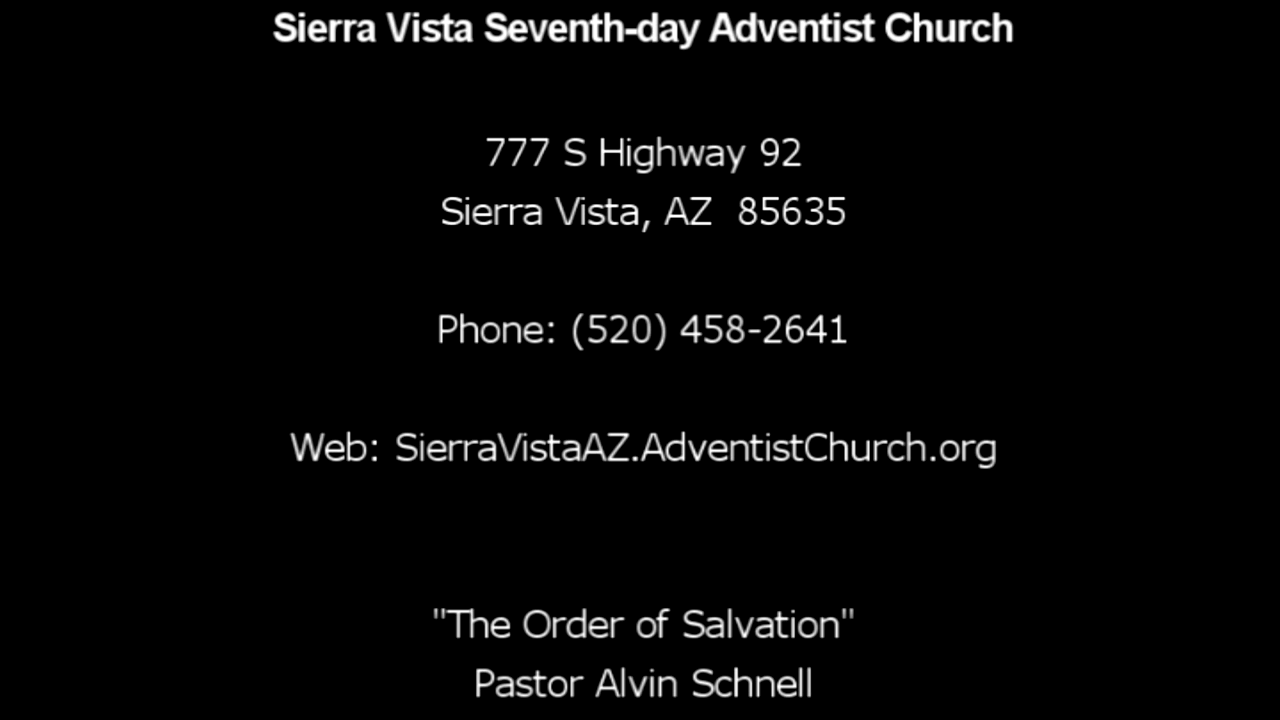 Sierra Vista Seventh-day Adventist Church
777 S Highway 92
Sierra Vista, AZ  85635
Phone: (520) 458-2641
Web: SierraVistaAZ.AdventistChurch.org
"The Order of Salvation"
Pastor Alvin Schnell